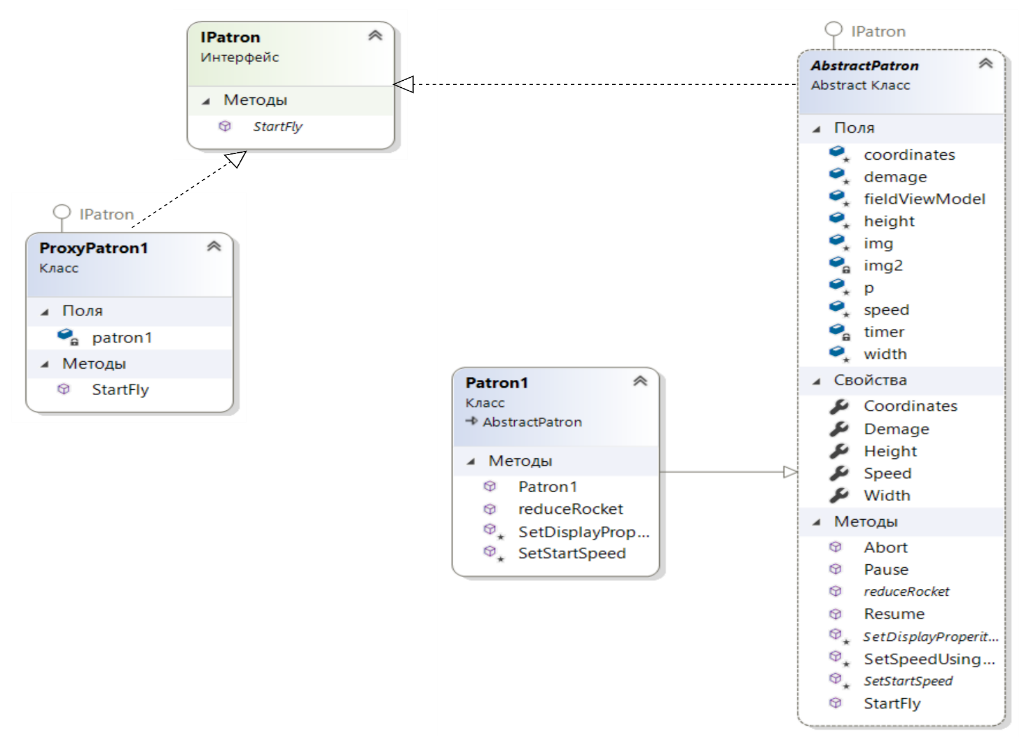 IPatron
Интерфейс
Методы
StartFly
IPatron
ProxyPatron1
Класс
Поля
patron1
Методы
StartFly
Patron1
Класс
AbstractPatron
Методы
Patron1
reduceRocket
SetDisplayProp...
SetStartSpeed
IPatron
AbstractPatron
Abstract Класс
Поля
coordinates
demage
fieldViewModel
height
img
img2
p
speed
timer
width
Свойства
Coordinates
Demage
Height
Speed
Width
Методы
Abort
Pause
reduceRocket
Resume
SetDisplayProperit...
SetSpeedUsing...
SetStartSpeed
StartFly